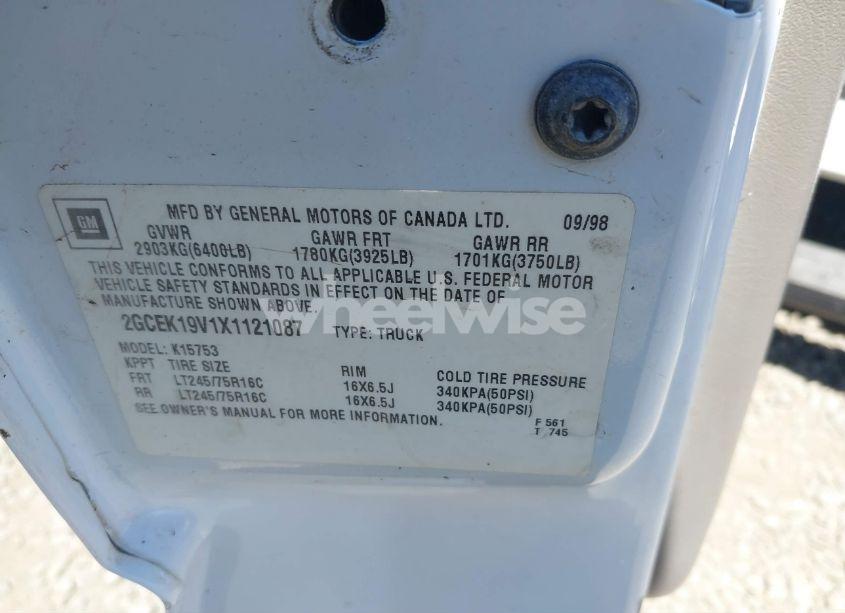 GM
MFD BY GENERAL MOTORS OF CANADA LTD. 09/98
GVWR GAWR FRT GAWR RR
2903KG(6400LB) 1780KG(3925LB) 1701KG(3750LB)
THIS VEHICLE CONFORMS TO ALL APPLICABLE U.S. FEDERAL MOTOR
VEHICLE SAFETY STANDARDS IN EFFECT ON THE DATE OF
MANUFACTURE SHOWN ABOVE.
wheelwise
2GCEK19V1X1121087 TYPE: TRUCK
MODEL: K15753
KPPT TIRE SIZE RIM COLD TIRE PRESSURE
FRT LT245/75R16C 16X6.5J 340KPA(50PSI)
RR LT245/75R16C 16X6.5J 340KPA(50PSI)
SEE OWNER'S MANUAL FOR MORE INFORMATION.
F 561
T 745